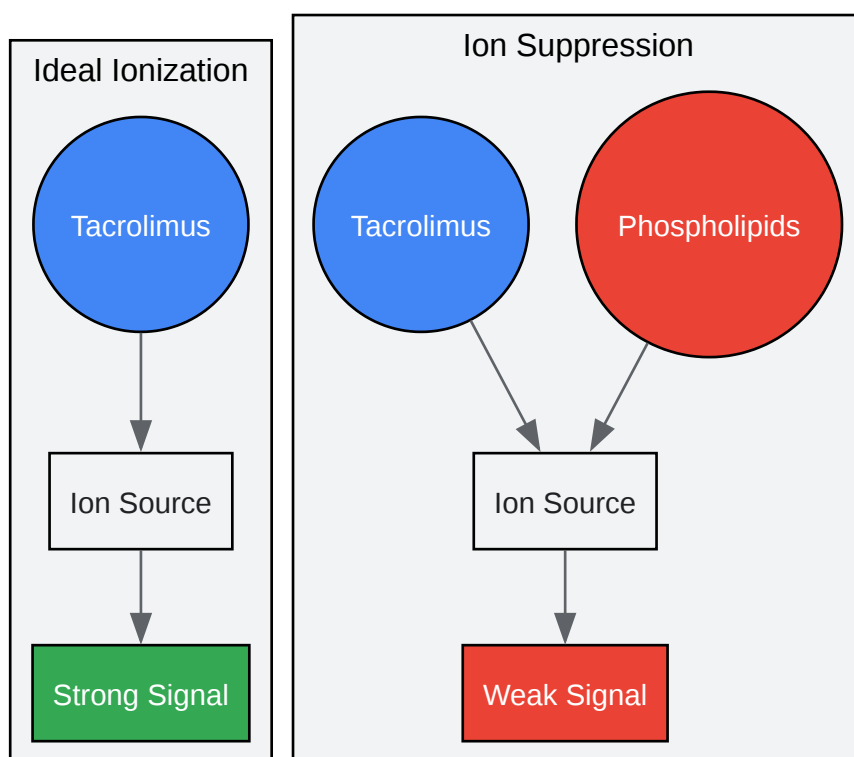 Ideal Ionization
Tacrolimus
Ion Source
Strong Signal
Ion Suppression
Tacrolimus
Phospholipids
Ion Source
Weak Signal